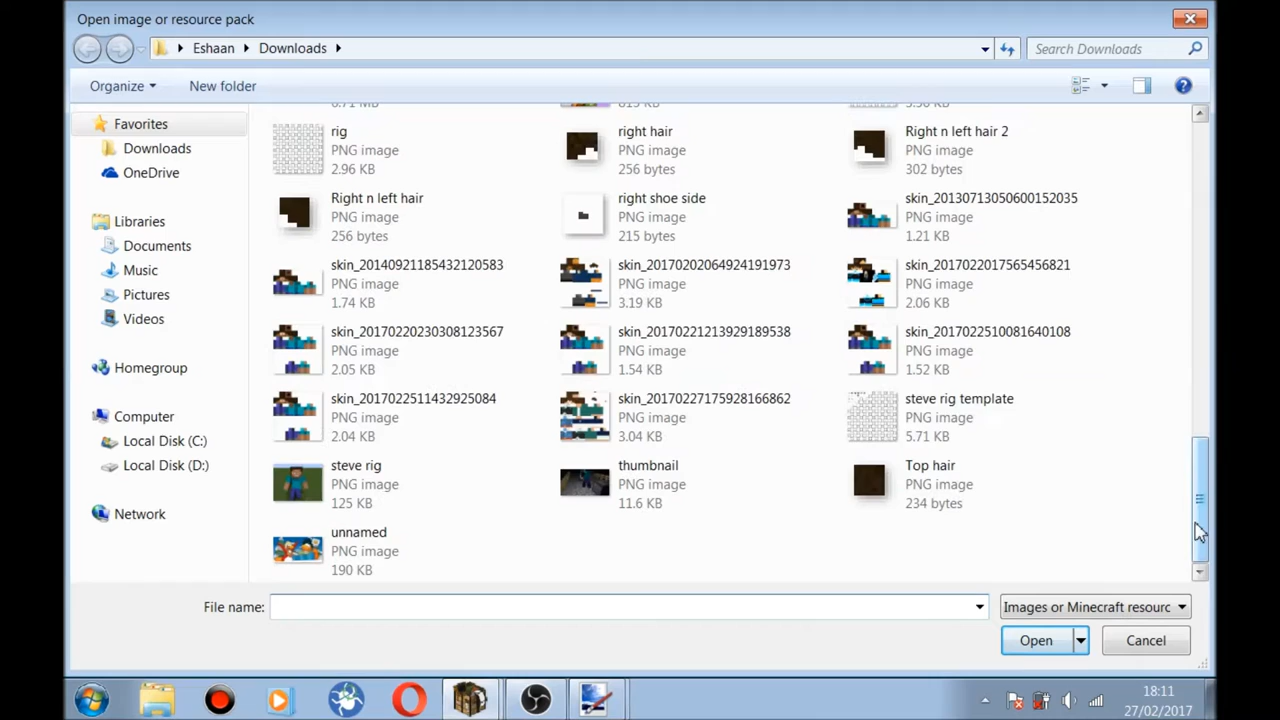 Open image or resource pack
Eshaan Downloads
Search Downloads
Organize
New folder
Favorites
Downloads
OneDrive
Libraries
Documents
Music
Pictures
Videos
Homegroup
Computer
Local Disk (C:)
Local Disk (D:)
Network
rig
PNG image
2.96 KB
right hair
PNG image
256 bytes
Right n left hair 2
PNG image
302 bytes
Right n left hair
PNG image
256 bytes
right shoe side
PNG image
215 bytes
skin_20130713050600152035
PNG image
1.21 KB
skin_20140921185432120583
PNG image
1.74 KB
skin_20170202064924191973
PNG image
3.19 KB
skin_2017022017565456821
PNG image
2.06 KB
skin_20170220230308123567
PNG image
2.05 KB
skin_20170221213929189538
PNG image
1.54 KB
skin_2017022510081640108
PNG image
1.52 KB
skin_2017022511432925084
PNG image
2.04 KB
skin_20170227175928166862
PNG image
3.04 KB
steve rig template
PNG image
5.71 KB
steve rig
PNG image
125 KB
thumbnail
PNG image
11.6 KB
Top hair
PNG image
234 bytes
unnamed
PNG image
190 KB
File name:
Images or Minecraft resourc
Open
Cancel
18:11
27/02/2017